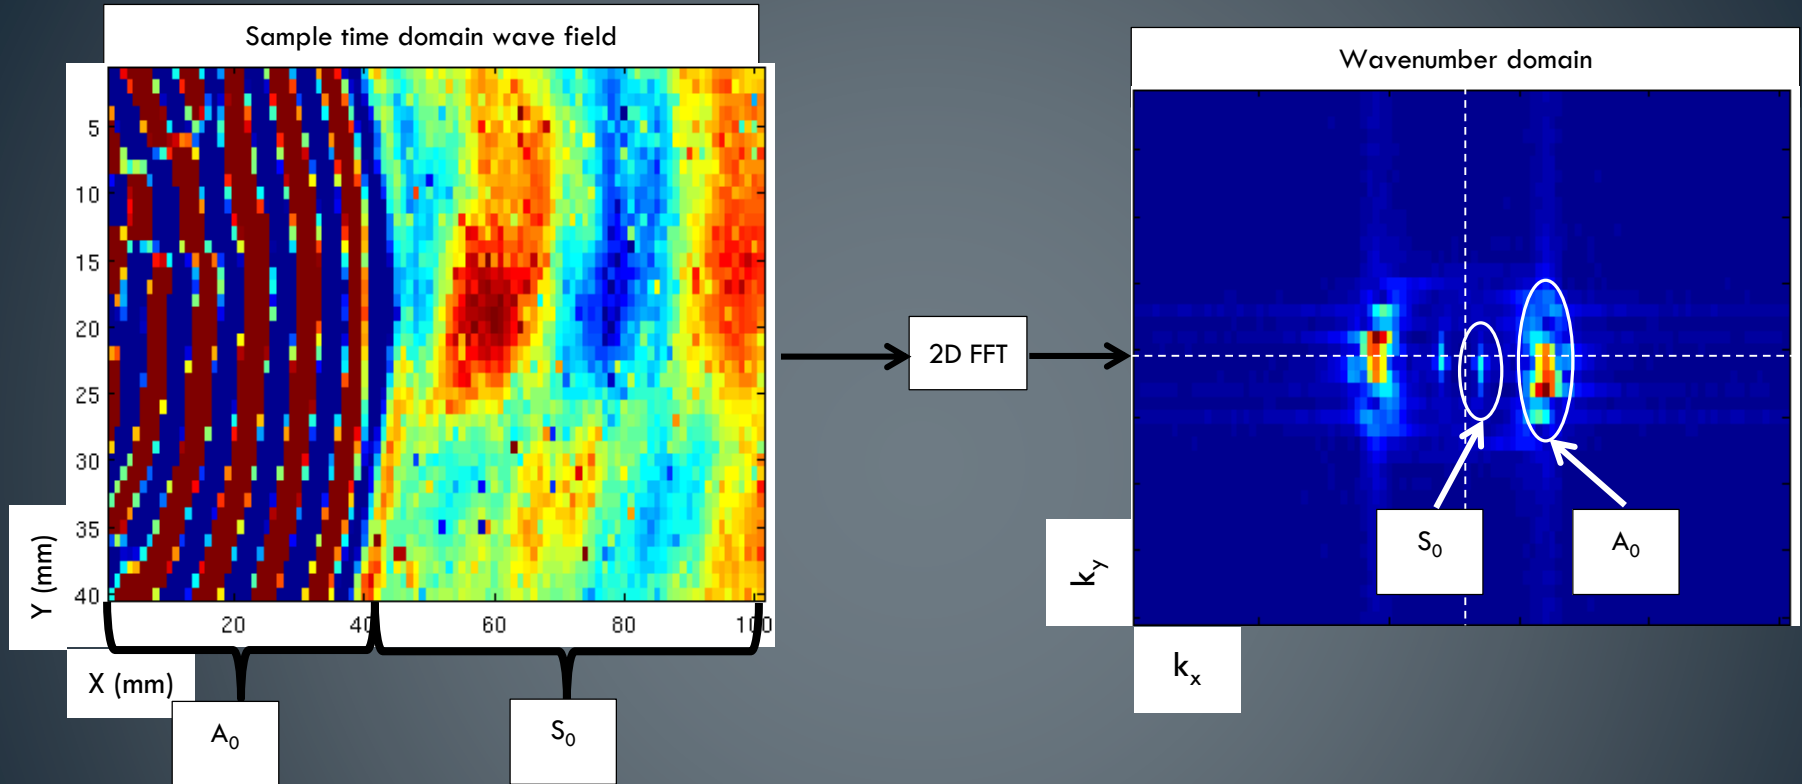 Sample time domain wave field
Wavenumber domain
5
10
15
20
25
30
35
40
Y (mm)
20
40
60
80
100
X (mm)
A₀
S₀
2D FFT
S₀
A₀
kᵧ
kₓ